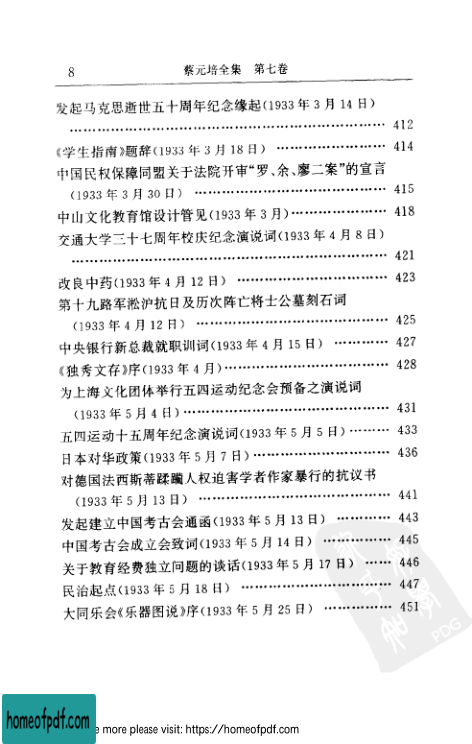 8 蔡元培全集 第七卷
发起马克思逝世五十周年纪念缘起(1933 年 3 月 14 日)
………………………………………………………… 412
《学生指南》题辞(1933 年 3 月 18 日) ………………… 414
中国民权保障同盟关于法院开审“罗、余、廖二案”的宣言
(1933 年 3 月 30 日) ………………………………… 415
中山文化教育馆设计管见(1933 年 3 月)……………… 418
交通大学三十七周年校庆纪念演说词(1933 年 4 月 8 日)
………………………………………………………… 421
改良中药(1933 年 4 月 12 日) ………………………… 423
第十九路军淞沪抗日及历次阵亡将士公墓刻石词
(1933 年 4 月 12 日) ………………………………… 425
中央银行新总裁就职训词(1933 年 4 月 15 日) ……… 427
《独秀文存》序(1933 年 4 月)………………………… 428
为上海文化团体举行五四运动纪念会预备之演说词
(1933 年 5 月 4 日)…………………………………… 431
五四运动十五周年纪念演说词(1933 年 5 月 5 日)……… 433
日本对华政策(1933 年 5 月 7 日)……………………… 436
对德国法西斯蒂蹂躏人权迫害学者作家暴行的抗议书
(1933 年 5 月 13 日) ………………………………… 441
发起建立中国考古会通函(1933 年 5 月 13 日) ……… 443
中国考古会成立会致词(1933 年 5 月 14 日) ………… 445
关于教育经费独立问题的谈话(1933 年 5 月 17 日) …… 446
民治起点(1933 年 5 月 18 日) ………………………… 447
大同乐会《乐器图说》序(1933 年 5 月 25 日) ………… 451
PDG
homeofpdf.com
e more please visit: https://homeofpdf.com